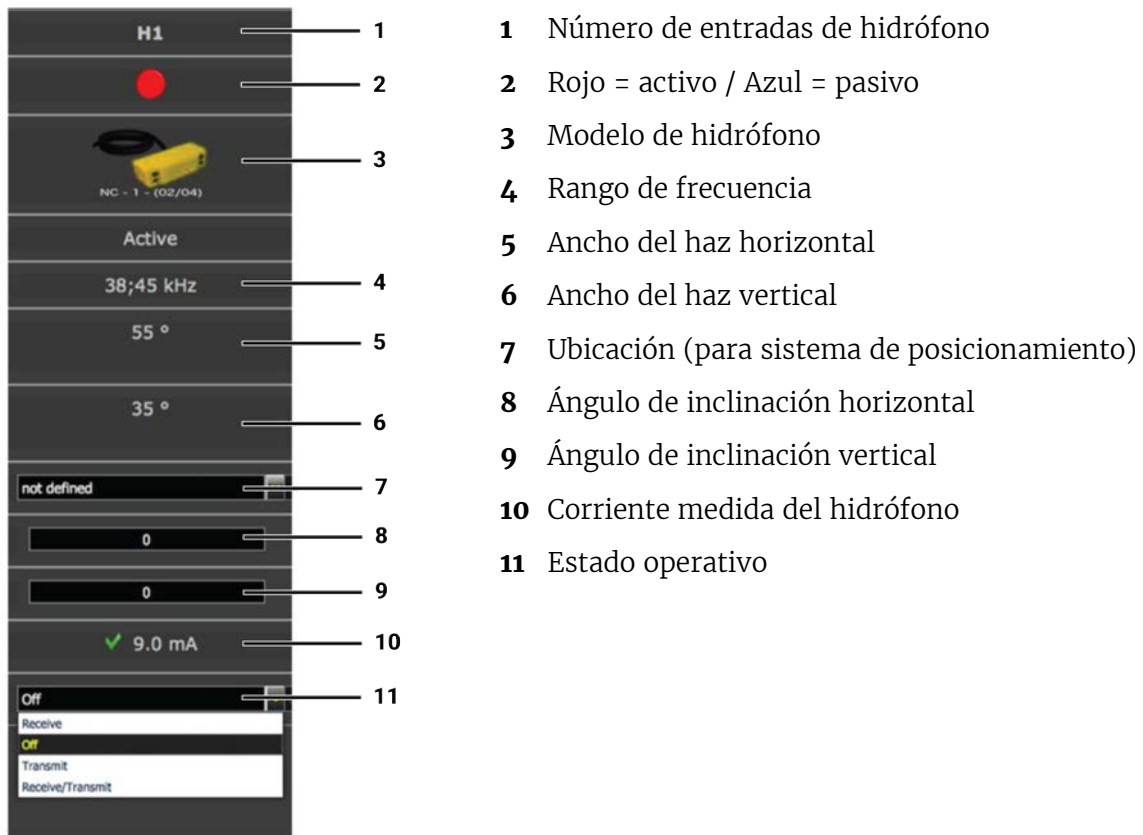 H1
1
2
NC - 1 - (02/04)
3
Active
38;45 kHz
4
55 °
5
35 °
6
not defined
7
0
8
0
9
9.0 mA
10
Off
11
Receive
Off
Transmit
Receive/Transmit
1 Número de entradas de hidrófono
2 Rojo = activo / Azul = pasivo
3 Modelo de hidrófono
4 Rango de frecuencia
5 Ancho del haz horizontal
6 Ancho del haz vertical
7 Ubicación (para sistema de posicionamiento)
8 Ángulo de inclinación horizontal
9 Ángulo de inclinación vertical
10 Corriente medida del hidrófono
11 Estado operativo